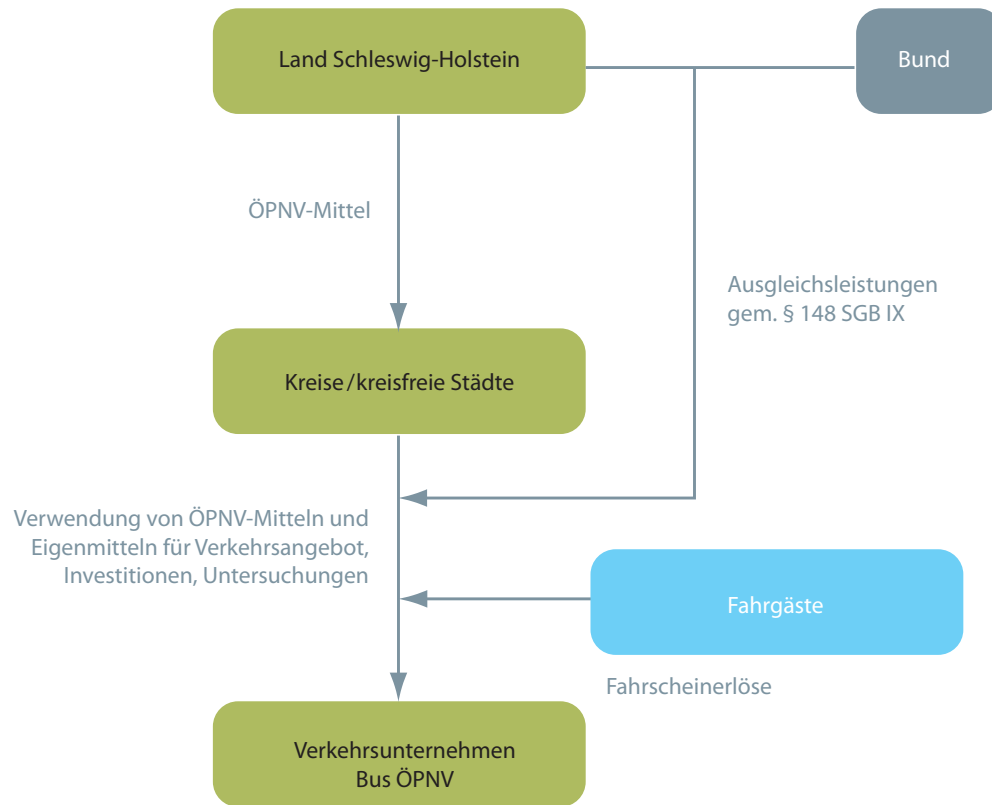 Land Schleswig-Holstein
Bund
ÖPNV-Mittel
Ausgleichsleistungen
gem. § 148 SGB IX
Kreise/kreisfreie Städte
Verwendung von ÖPNV-Mitteln und
Eigenmitteln für Verkehrsangebot,
Investitionen, Untersuchungen
Fahrgäste
Fahrscheinerlöse
Verkehrsunternehmen
Bus ÖPNV